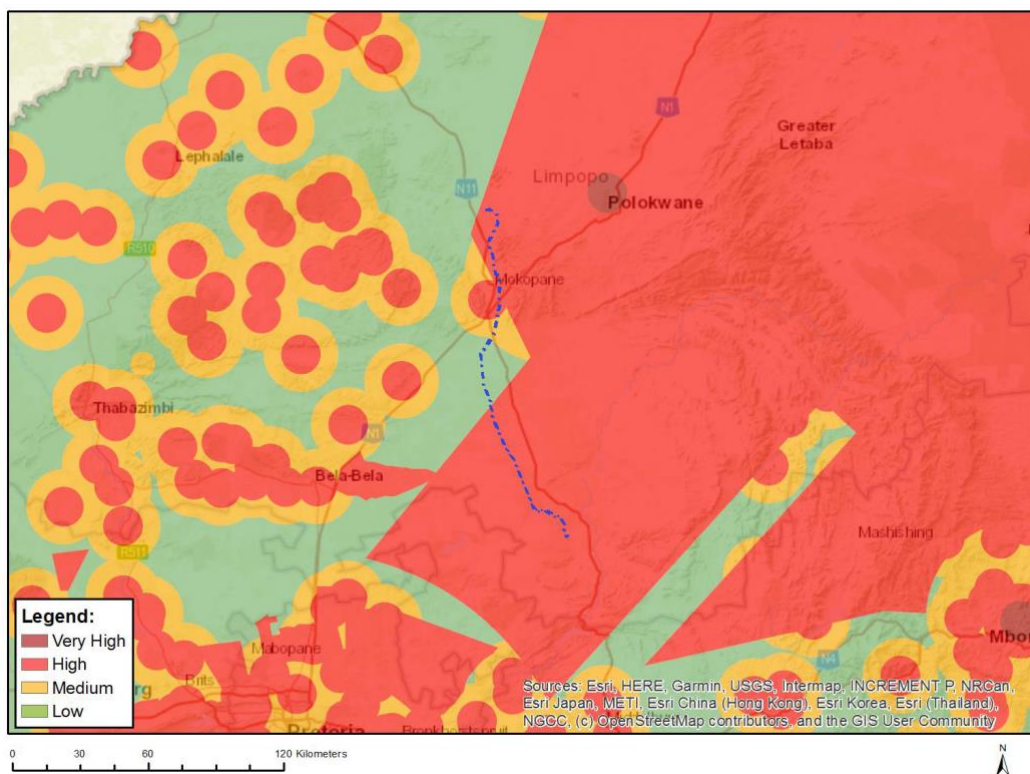 Greater
Letaba
N1
Lephalale
Limpopo
N11
Polokwane
R510
Mokopane
Thabazimbi
N1
Bela-Bela
Mashishing
R511
Legend:
Very High
High
Medium
Low
Mabopane
Brits
N4
Sources: Esri, HERE, Garmin, USGS, Intermap, INCREMENT P, NRCan,
Esri Japan, METI, Esri China (Hong Kong), Esri Korea, Esri (Thailand),
NGCC, (c) OpenStreetMap contributors, and the GIS User Community
Pretoria
Bronkhorstspruit
0 30 60 120 Kilometers
N